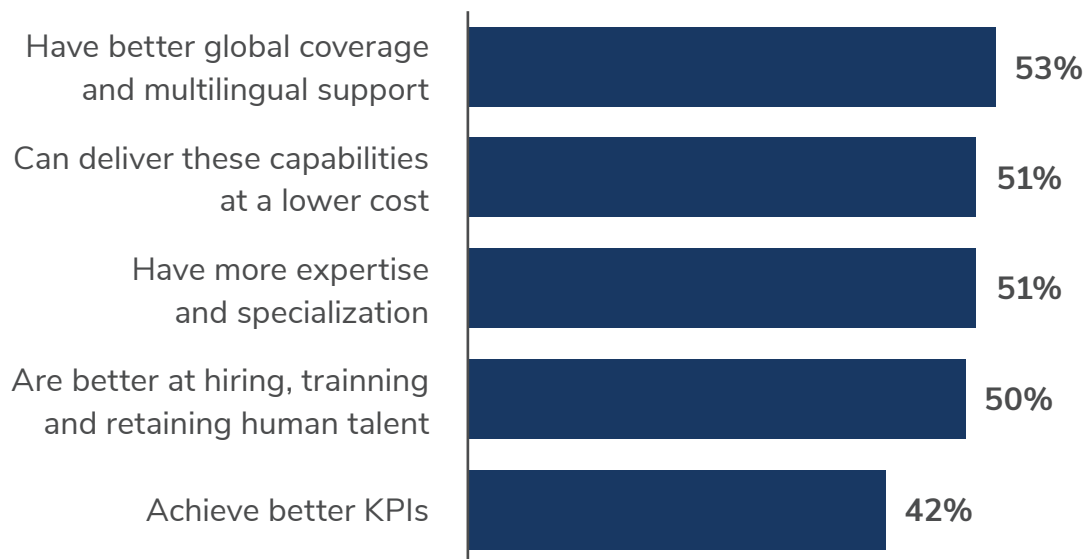 Have better global coverage
and multilingual support
53%
Can deliver these capabilities
at a lower cost
51%
Have more expertise
and specialization
51%
Are better at hiring, trainning
and retaining human talent
50%
Achieve better KPIs
42%